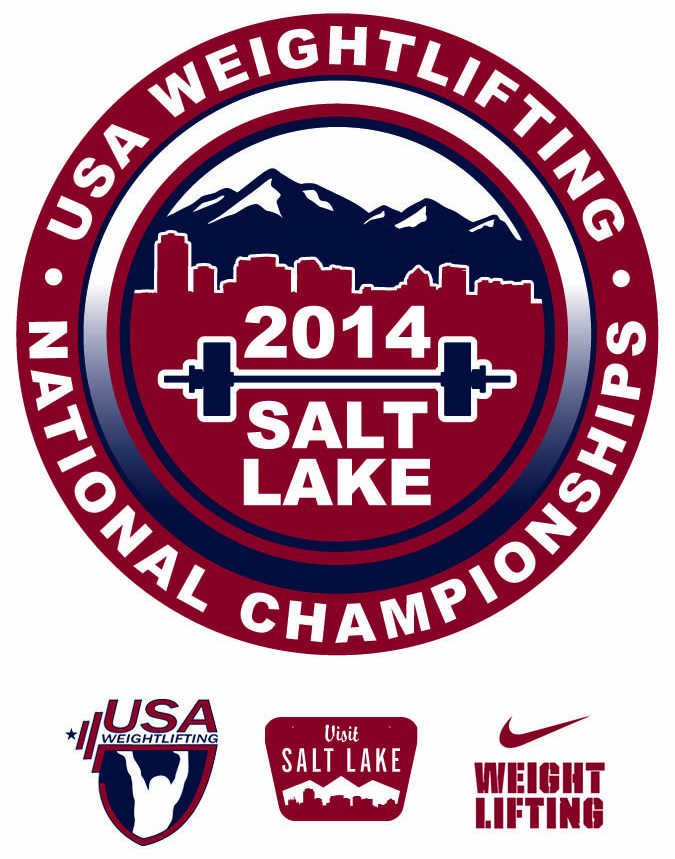 • USA WEIGHTLIFTING •
NATIONAL CHAMPIONSHIPS
2014
SALT
LAKE
USA
WEIGHTLIFTING
Visit
SALT LAKE
WEIGHT
LIFTING